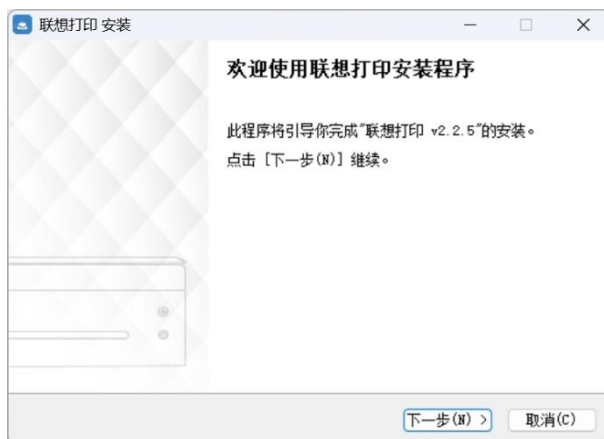 联想打印 安装
欢迎使用联想打印安装程序
此程序将引导你完成"联想打印 v2.2.5"的安装。
点击 [下一步(N)] 继续。
下一步(N) >
取消(C)